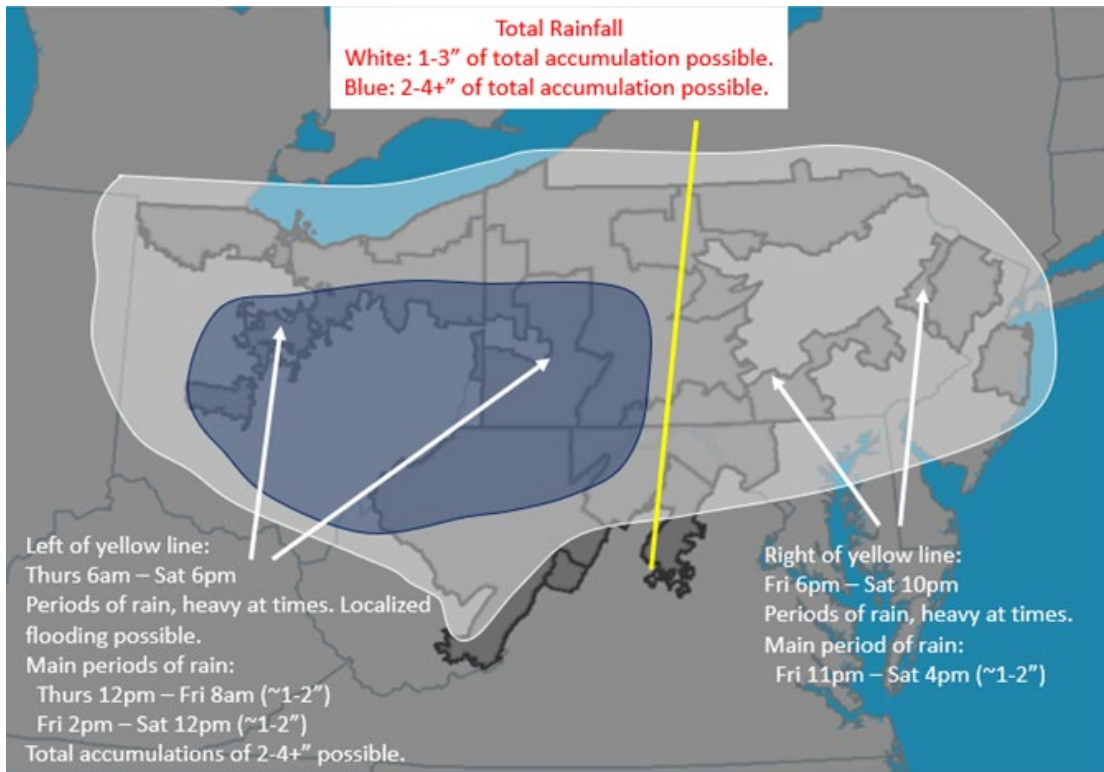 Total Rainfall
White: 1-3” of total accumulation possible.
Blue: 2-4+” of total accumulation possible.
Left of yellow line:
Thurs 6am – Sat 6pm
Periods of rain, heavy at times. Localized
flooding possible.
Main periods of rain:
Thurs 12pm – Fri 8am (~1-2”)
Fri 2pm – Sat 12pm (~1-2”)
Total accumulations of 2-4+” possible.
Right of yellow line:
Fri 6pm – Sat 10pm
Periods of rain, heavy at times.
Main period of rain:
Fri 11pm – Sat 4pm (~1-2”)